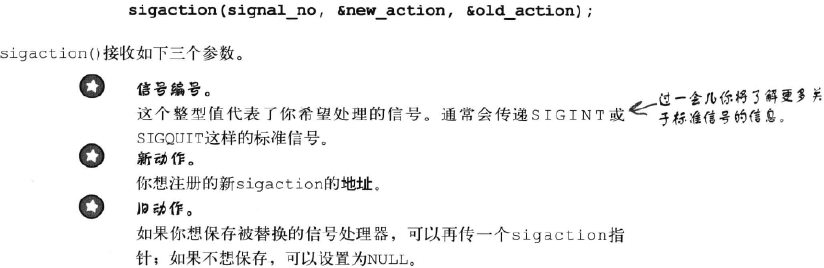 sigaction(signal_no, &new_action, &old_action);
sigaction()接收如下三个参数。
信号编号。
这个整型值代表了你希望处理的信号。通常会传递SIGINT或
SIGQUIT这样的标准信号。
过一会儿你将了解更多关
于标准信号的信息。
新动作。
你想注册的新sigaction的地址。
旧动作。
如果你想保存被替换的信号处理器，可以再传一个sigaction指
针；如果不想保存，可以设置为NULL。